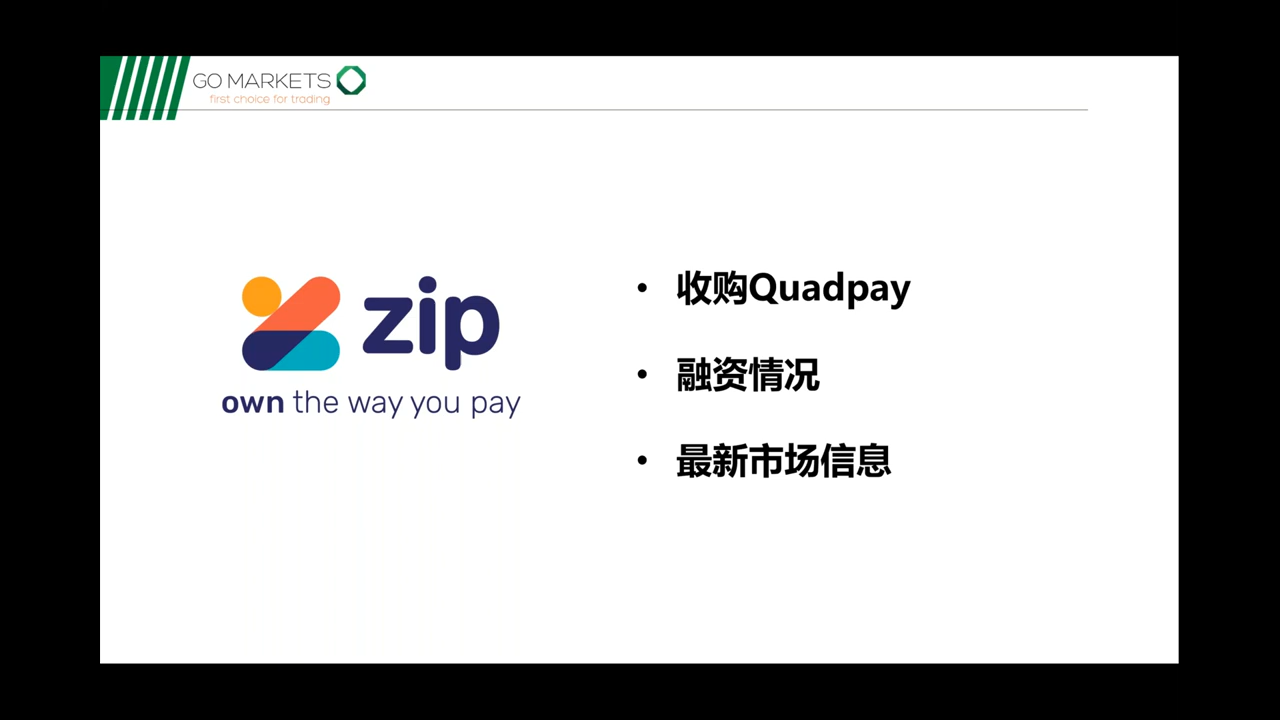 GO MARKETS
first choice for trading
zip
own the way you pay
• 收购Quadpay
• 融资情况
• 最新市场信息